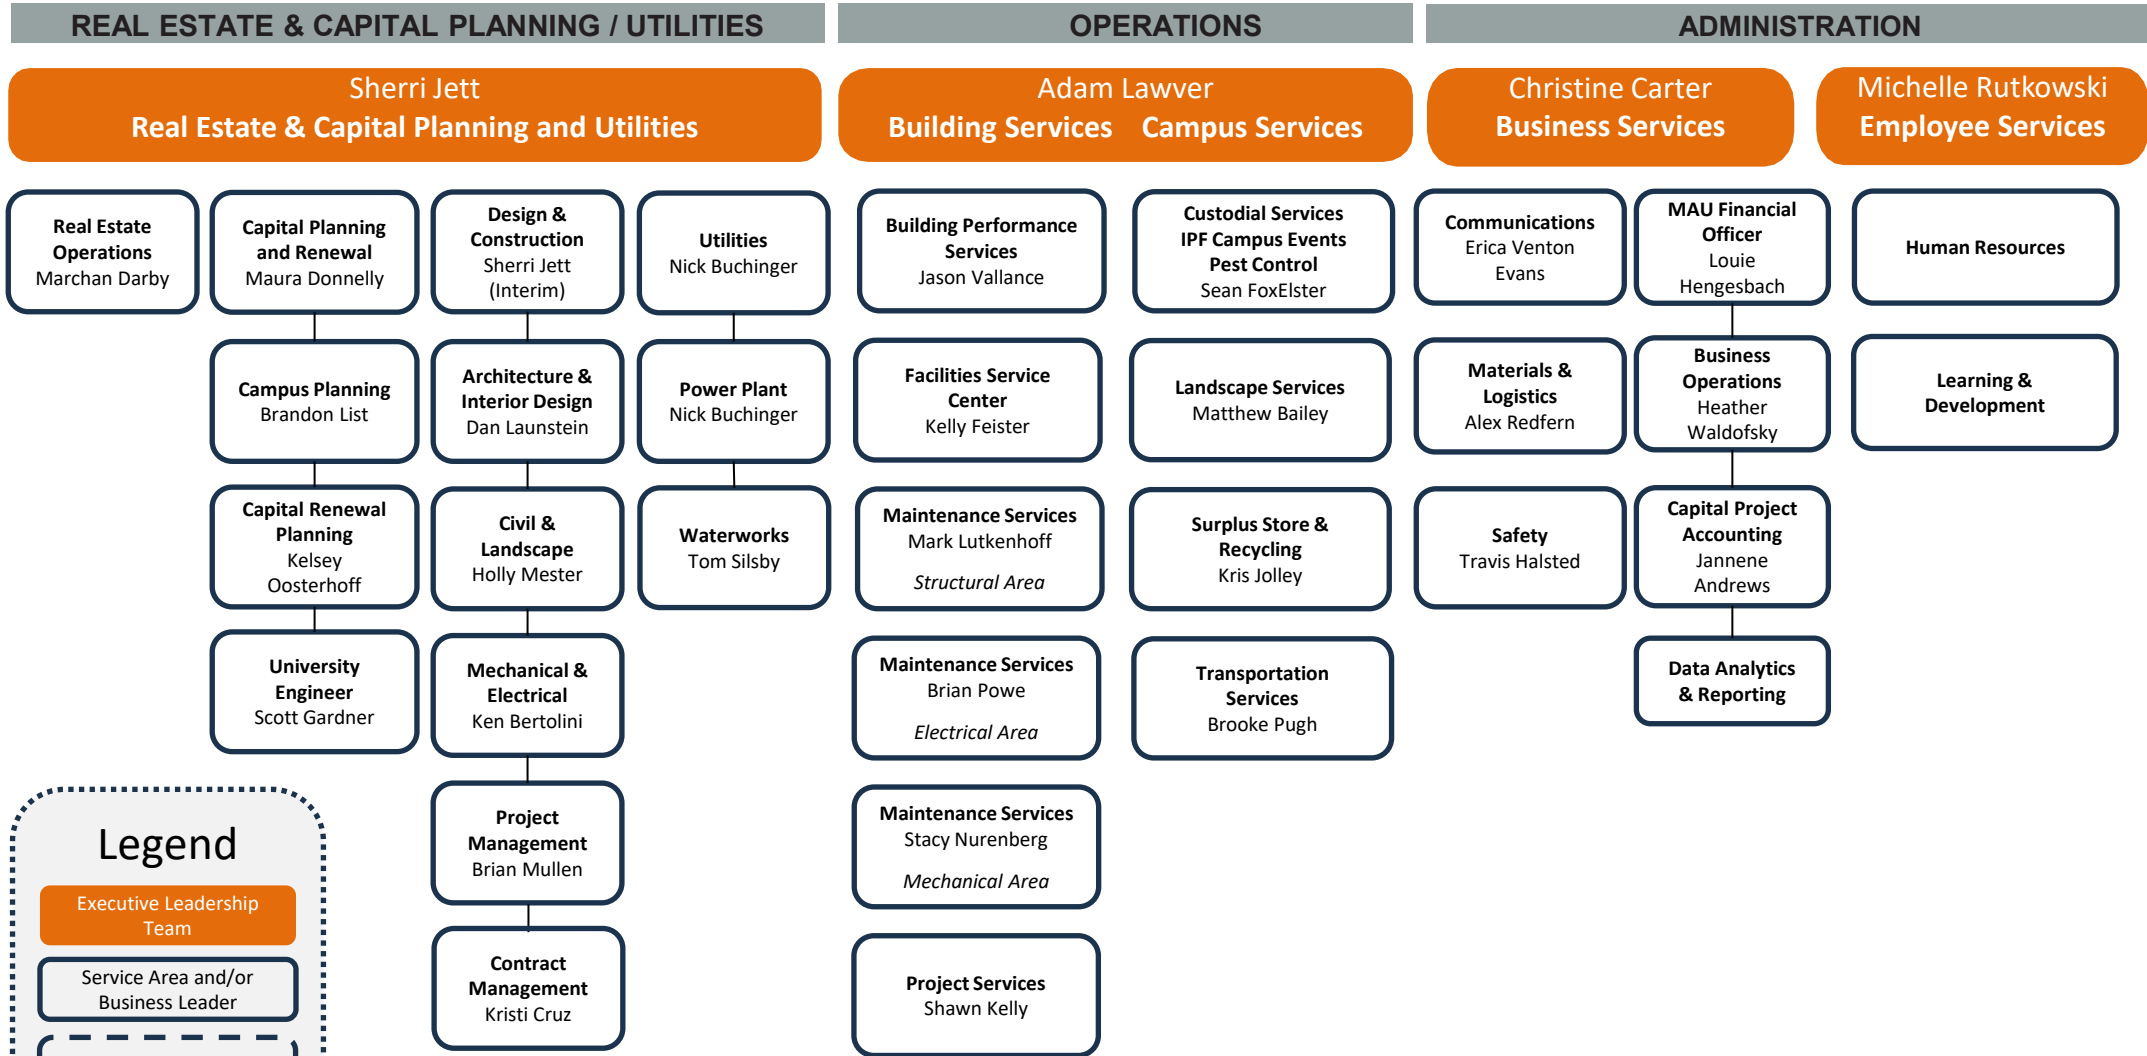 REAL ESTATE & CAPITAL PLANNING / UTILITIES
OPERATIONS
ADMINISTRATION
Sherri Jett
Real Estate & Capital Planning and Utilities
Adam Lawver
Building Services Campus Services
Christine Carter
Business Services
Michelle Rutkowski
Employee Services
Real Estate
Operations
Marchan Darby
Capital Planning
and Renewal
Maura Donnelly
Design &
Construction
Sherri Jett
(Interim)
Utilities
Nick Buchinger
Building Performance
Services
Jason Vallance
Custodial Services
IPF Campus Events
Pest Control
Sean FoxElster
Communications
Erica Venton
Evans
MAU Financial
Officer
Louie
Hengesbach
Human Resources
Campus Planning
Brandon List
Architecture &
Interior Design
Dan Launstein
Power Plant
Nick Buchinger
Facilities Service
Center
Kelly Feister
Landscape Services
Matthew Bailey
Materials &
Logistics
Alex Redfern
Business
Operations
Heather
Waldofsky
Learning &
Development
Capital Renewal
Planning
Kelsey
Oosterhoff
Civil &
Landscape
Holly Mester
Waterworks
Tom Silsby
Maintenance Services
Mark Lutkenhoff
Structural Area
Surplus Store &
Recycling
Kris Jolley
Safety
Travis Halsted
Capital Project
Accounting
Jannene
Andrews
University
Engineer
Scott Gardner
Mechanical &
Electrical
Ken Bertolini
Maintenance Services
Brian Powe
Electrical Area
Transportation
Services
Brooke Pugh
Data Analytics
& Reporting
Project
Management
Brian Mullen
Maintenance Services
Stacy Nurenberg
Mechanical Area
Contract
Management
Kristi Cruz
Project Services
Shawn Kelly
Legend
Executive Leadership
Team
Service Area and/or
Business Leader